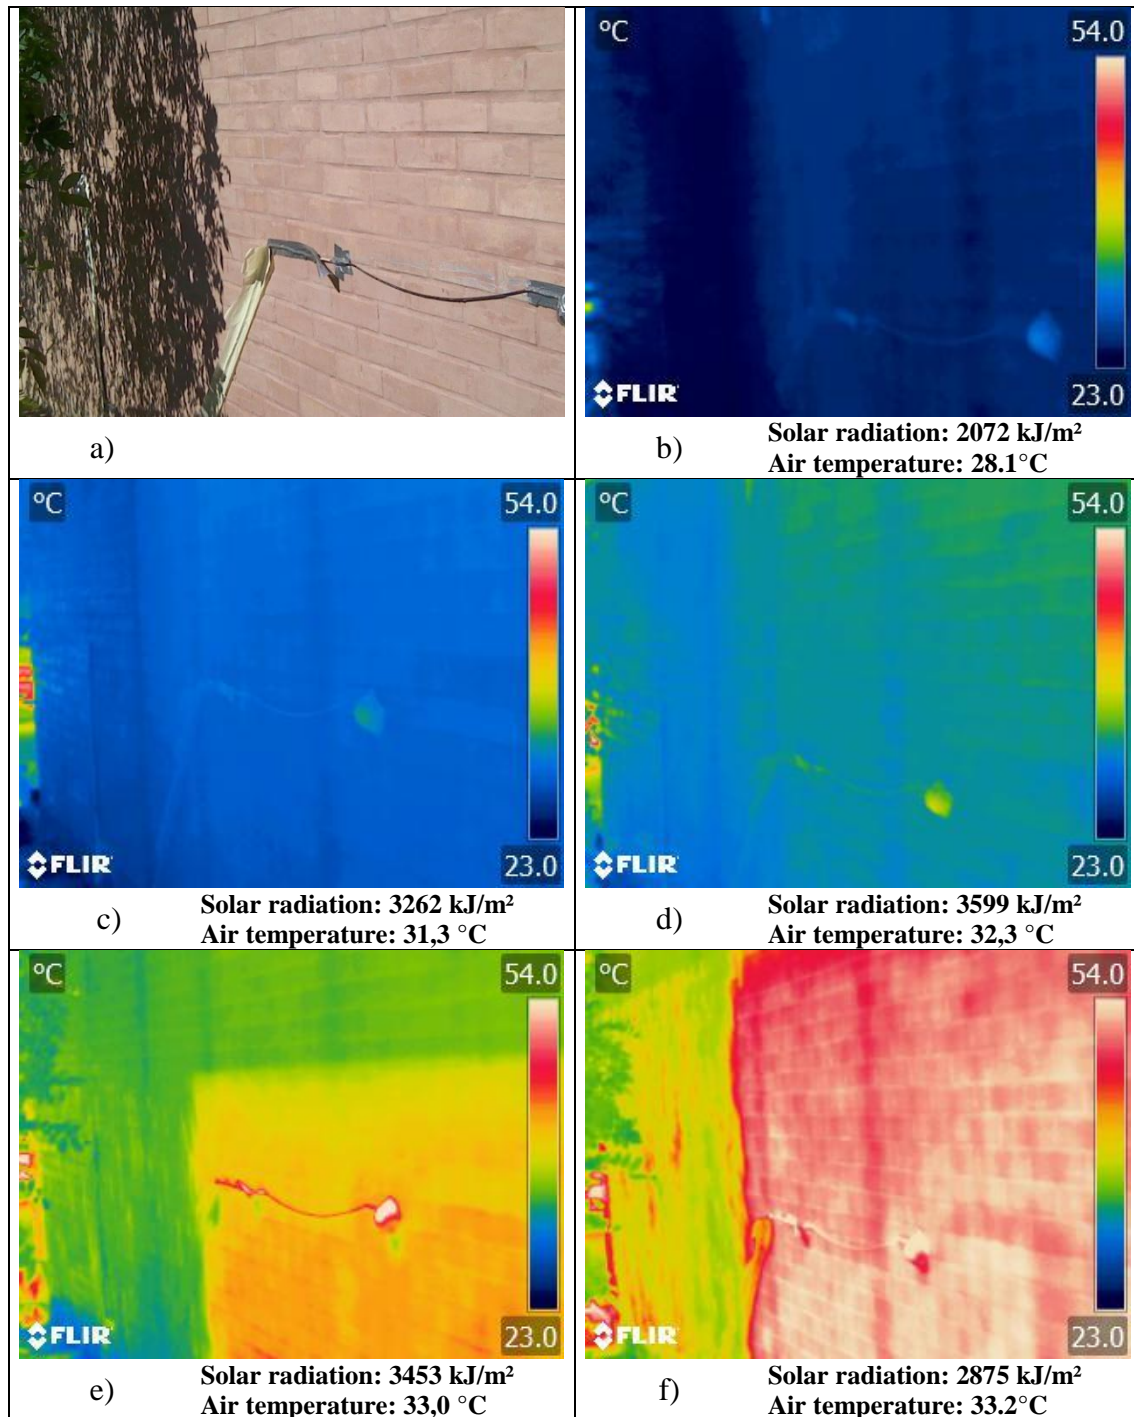 °C 54.0
FLIR 23.0
a)
b)
Solar radiation: 2072 kJ/m²
Air temperature: 28.1°C
°C 54.0
°C 54.0
FLIR 23.0
FLIR 23.0
c)
Solar radiation: 3262 kJ/m²
Air temperature: 31,3 °C
d)
Solar radiation: 3599 kJ/m²
Air temperature: 32,3 °C
°C 54.0
°C 54.0
FLIR 23.0
FLIR 23.0
e)
Solar radiation: 3453 kJ/m²
Air temperature: 33,0 °C
f)
Solar radiation: 2875 kJ/m²
Air temperature: 33.2°C